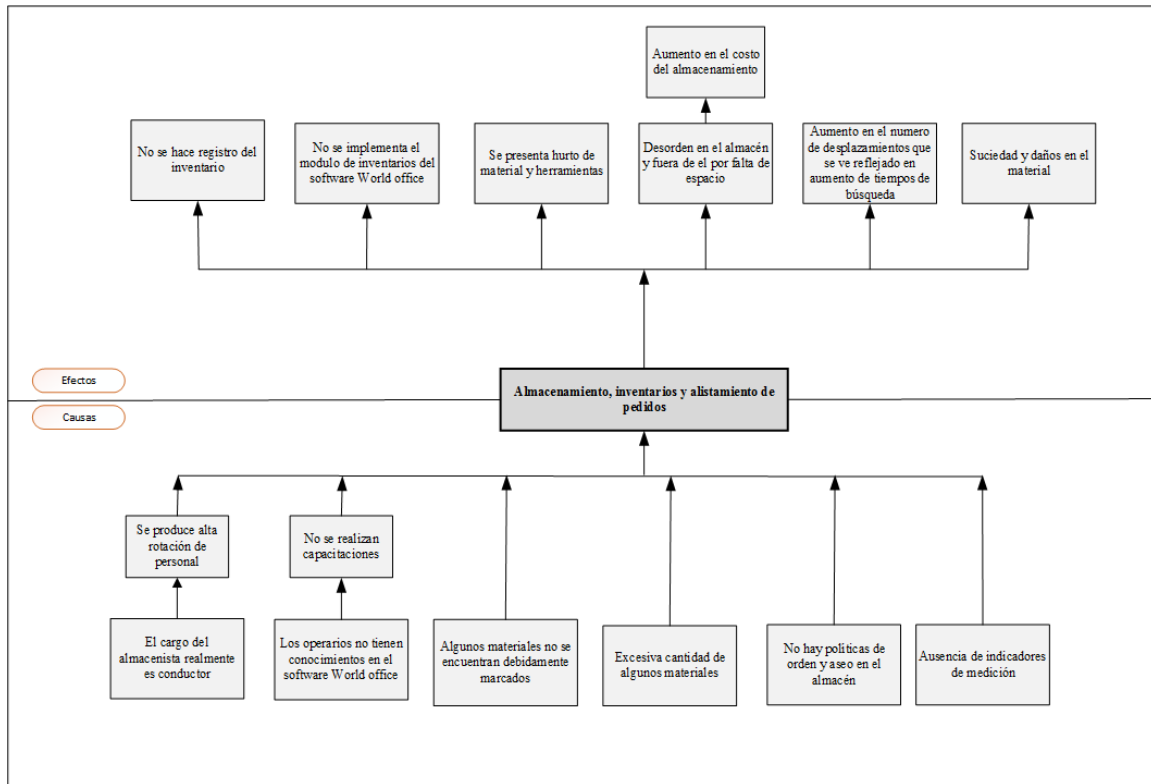 Aumento en el costo
del almacenamiento
No se hace registro del
inventario
No se implementa el
modulo de inventarios del
software World office
Se presenta hurto de
material y herramientas
Desorden en el almacén
y fuera de el por falta de
espacio
Aumento en el numero
de desplazamientos que
se ve reflejado en
aumento de tiempos de
búsqueda
Suciedad y daños en el
material
Efectos
Almacenamiento, inventarios y alistamiento de
pedidos
Causas
Se produce alta
rotación de
personal
No se realizan
capacitaciones
El cargo del
almacenista realmente
es conductor
Los operarios no tienen
conocimientos en el
software World office
Algunos materiales no se
encuentran debidamente
marcados
Excesiva cantidad de
algunos materiales
No hay políticas de
orden y aseo en el
almacén
Ausencia de indicadores
de medición